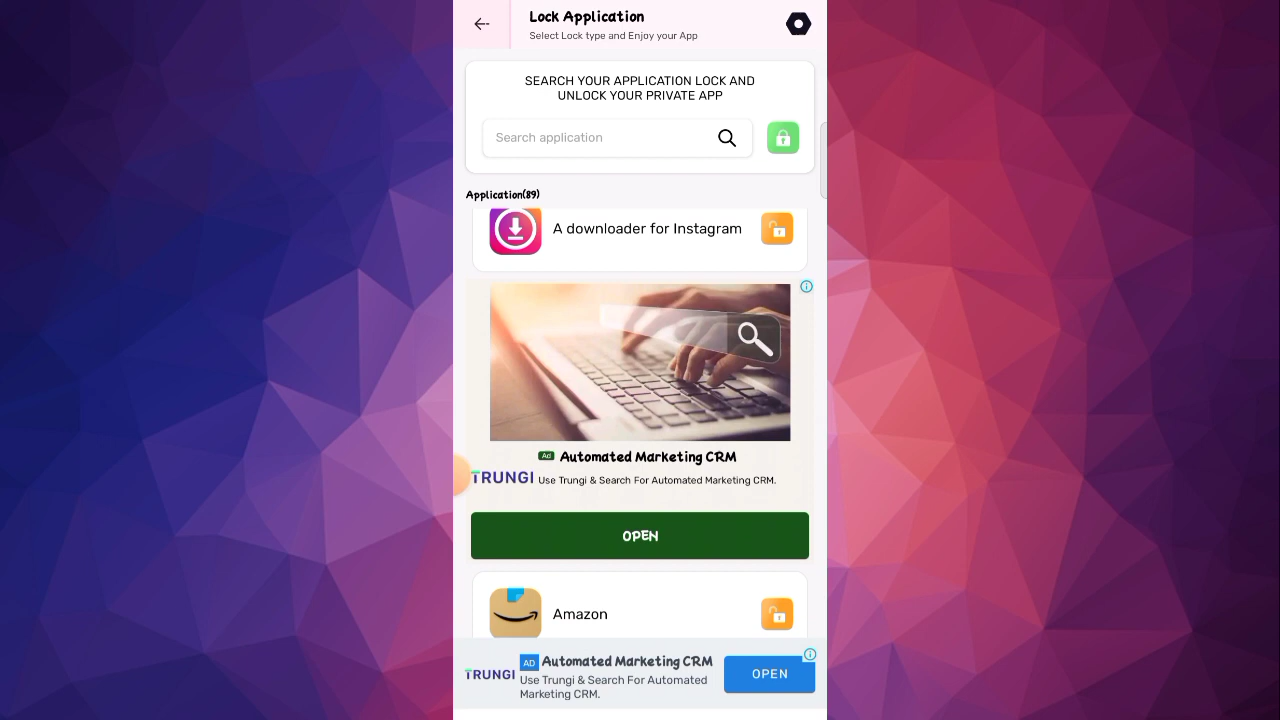 Lock Application
Select Lock type and Enjoy your App
SEARCH YOUR APPLICATION LOCK AND
UNLOCK YOUR PRIVATE APP
Search application
Application(89)
A downloader for Instagram
Ad Automated Marketing CRM
TRUNGI Use Trungi & Search For Automated Marketing CRM.
OPEN
Amazon
AD Automated Marketing CRM
TRUNGI Use Trungi & Search For Automated
Marketing CRM.
OPEN